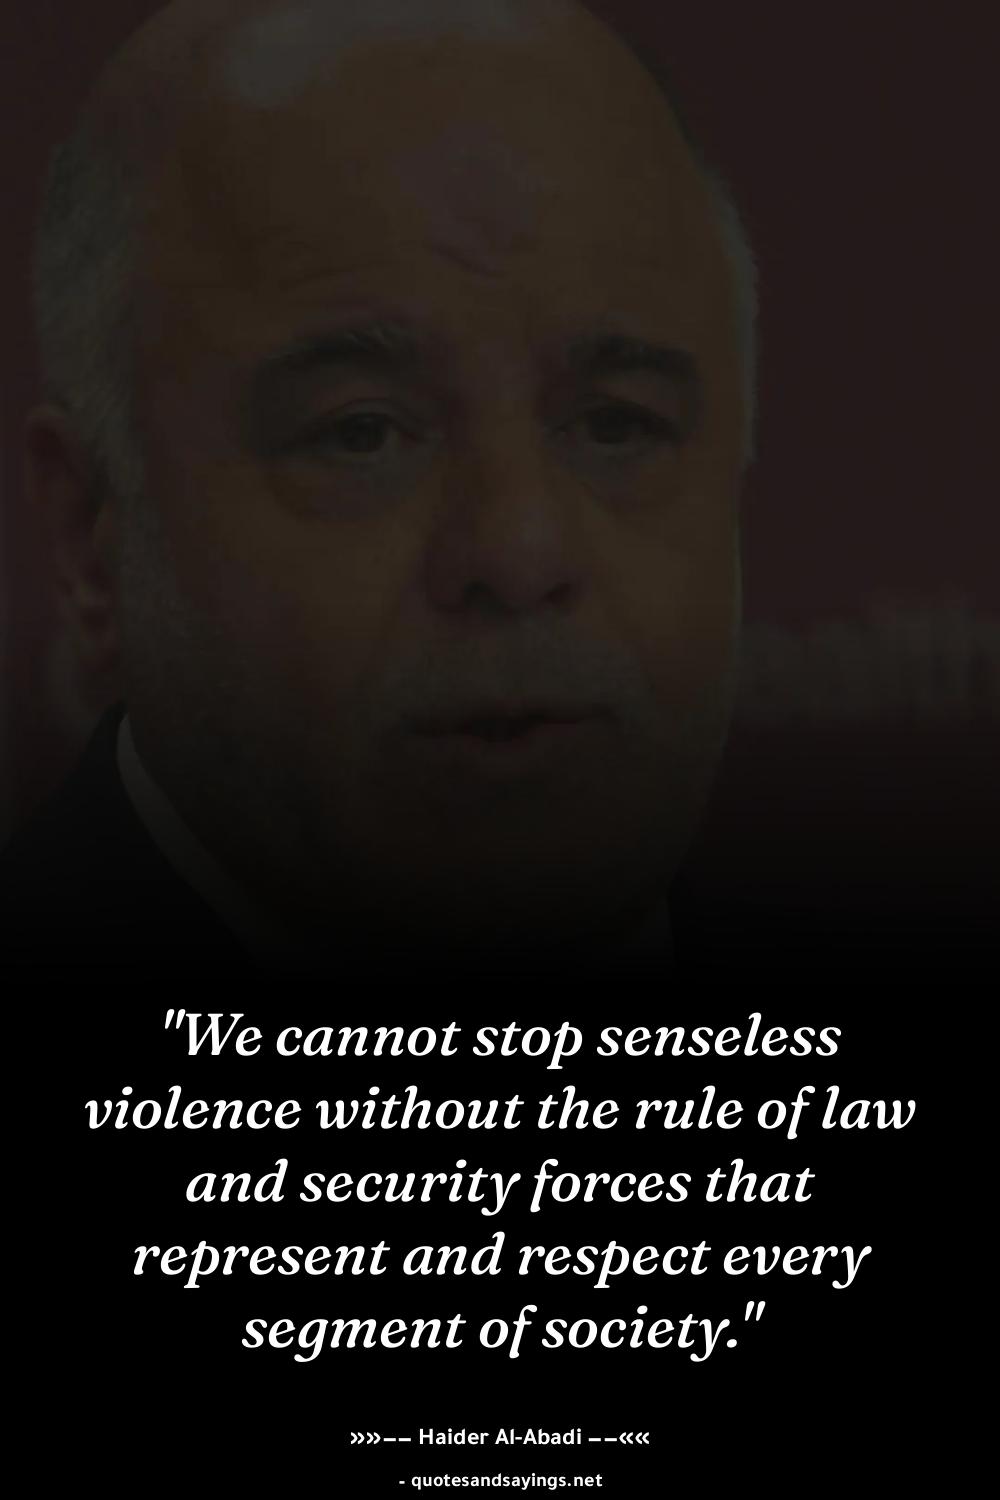 "We cannot stop senseless
violence without the rule of law
and security forces that
represent and respect every
segment of society."
»»–– Haider Al-Abadi ––««
- quotesandsayings.net